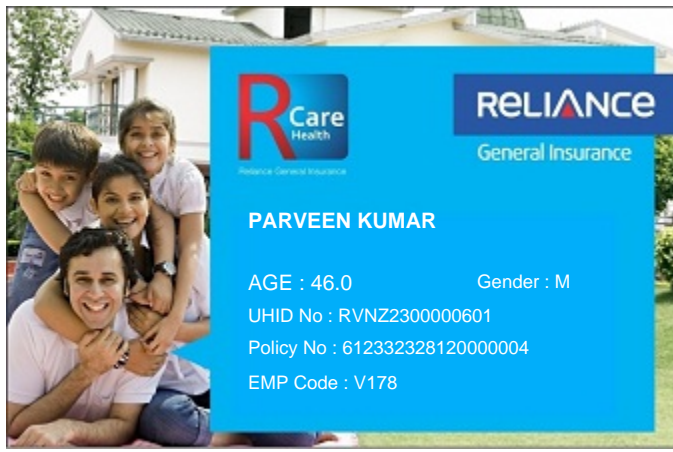 RCare
Health
Reliance General Insurance
RELIANCE
General Insurance
PARVEEN KUMAR
AGE : 46.0 Gender : M
UHID No : RVNZ2300000601
Policy No : 612332328120000004
EMP Code : V178